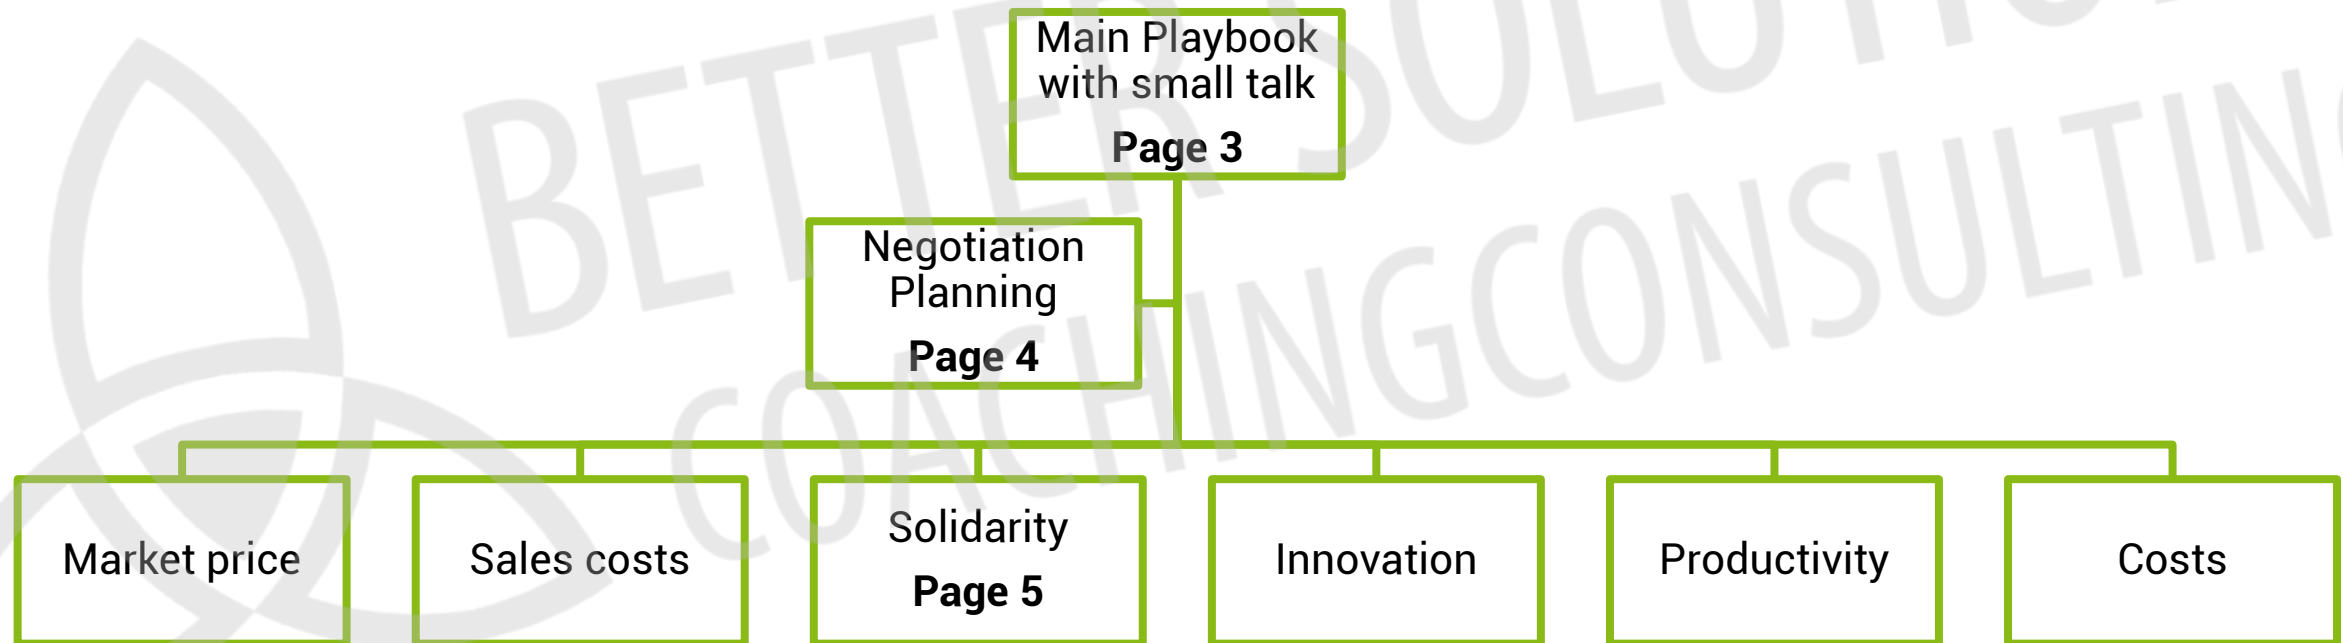 BETTER SOLUTIO
COACHINGCONSULTING
Main Playbook
with small talk
Page 3
Negotiation
Planning
Page 4
Market price
Sales costs
Solidarity
Page 5
Innovation
Productivity
Costs